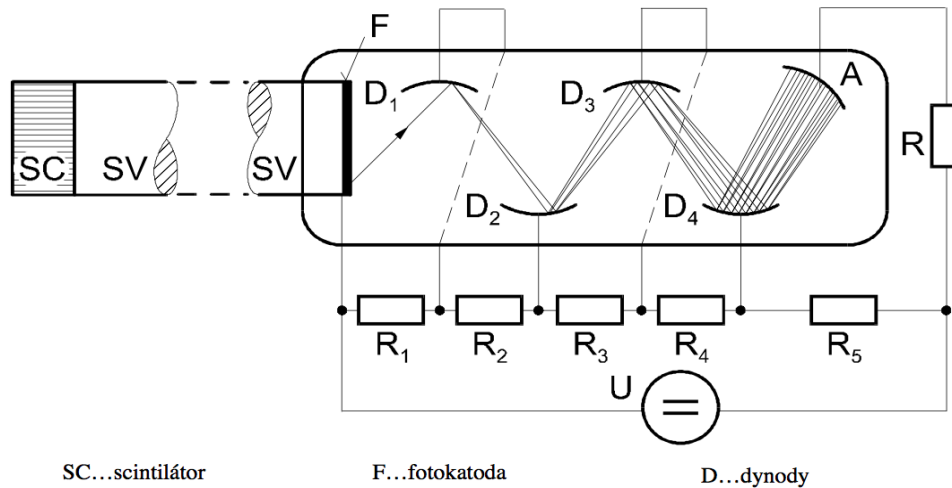 F
D₁
D₃
A
SC
SV
SV
R
D₂
D₄
R₁
R₂
R₃
R₄
R₅
U
SC…scintilátor
F…fotokatoda
D…dynody